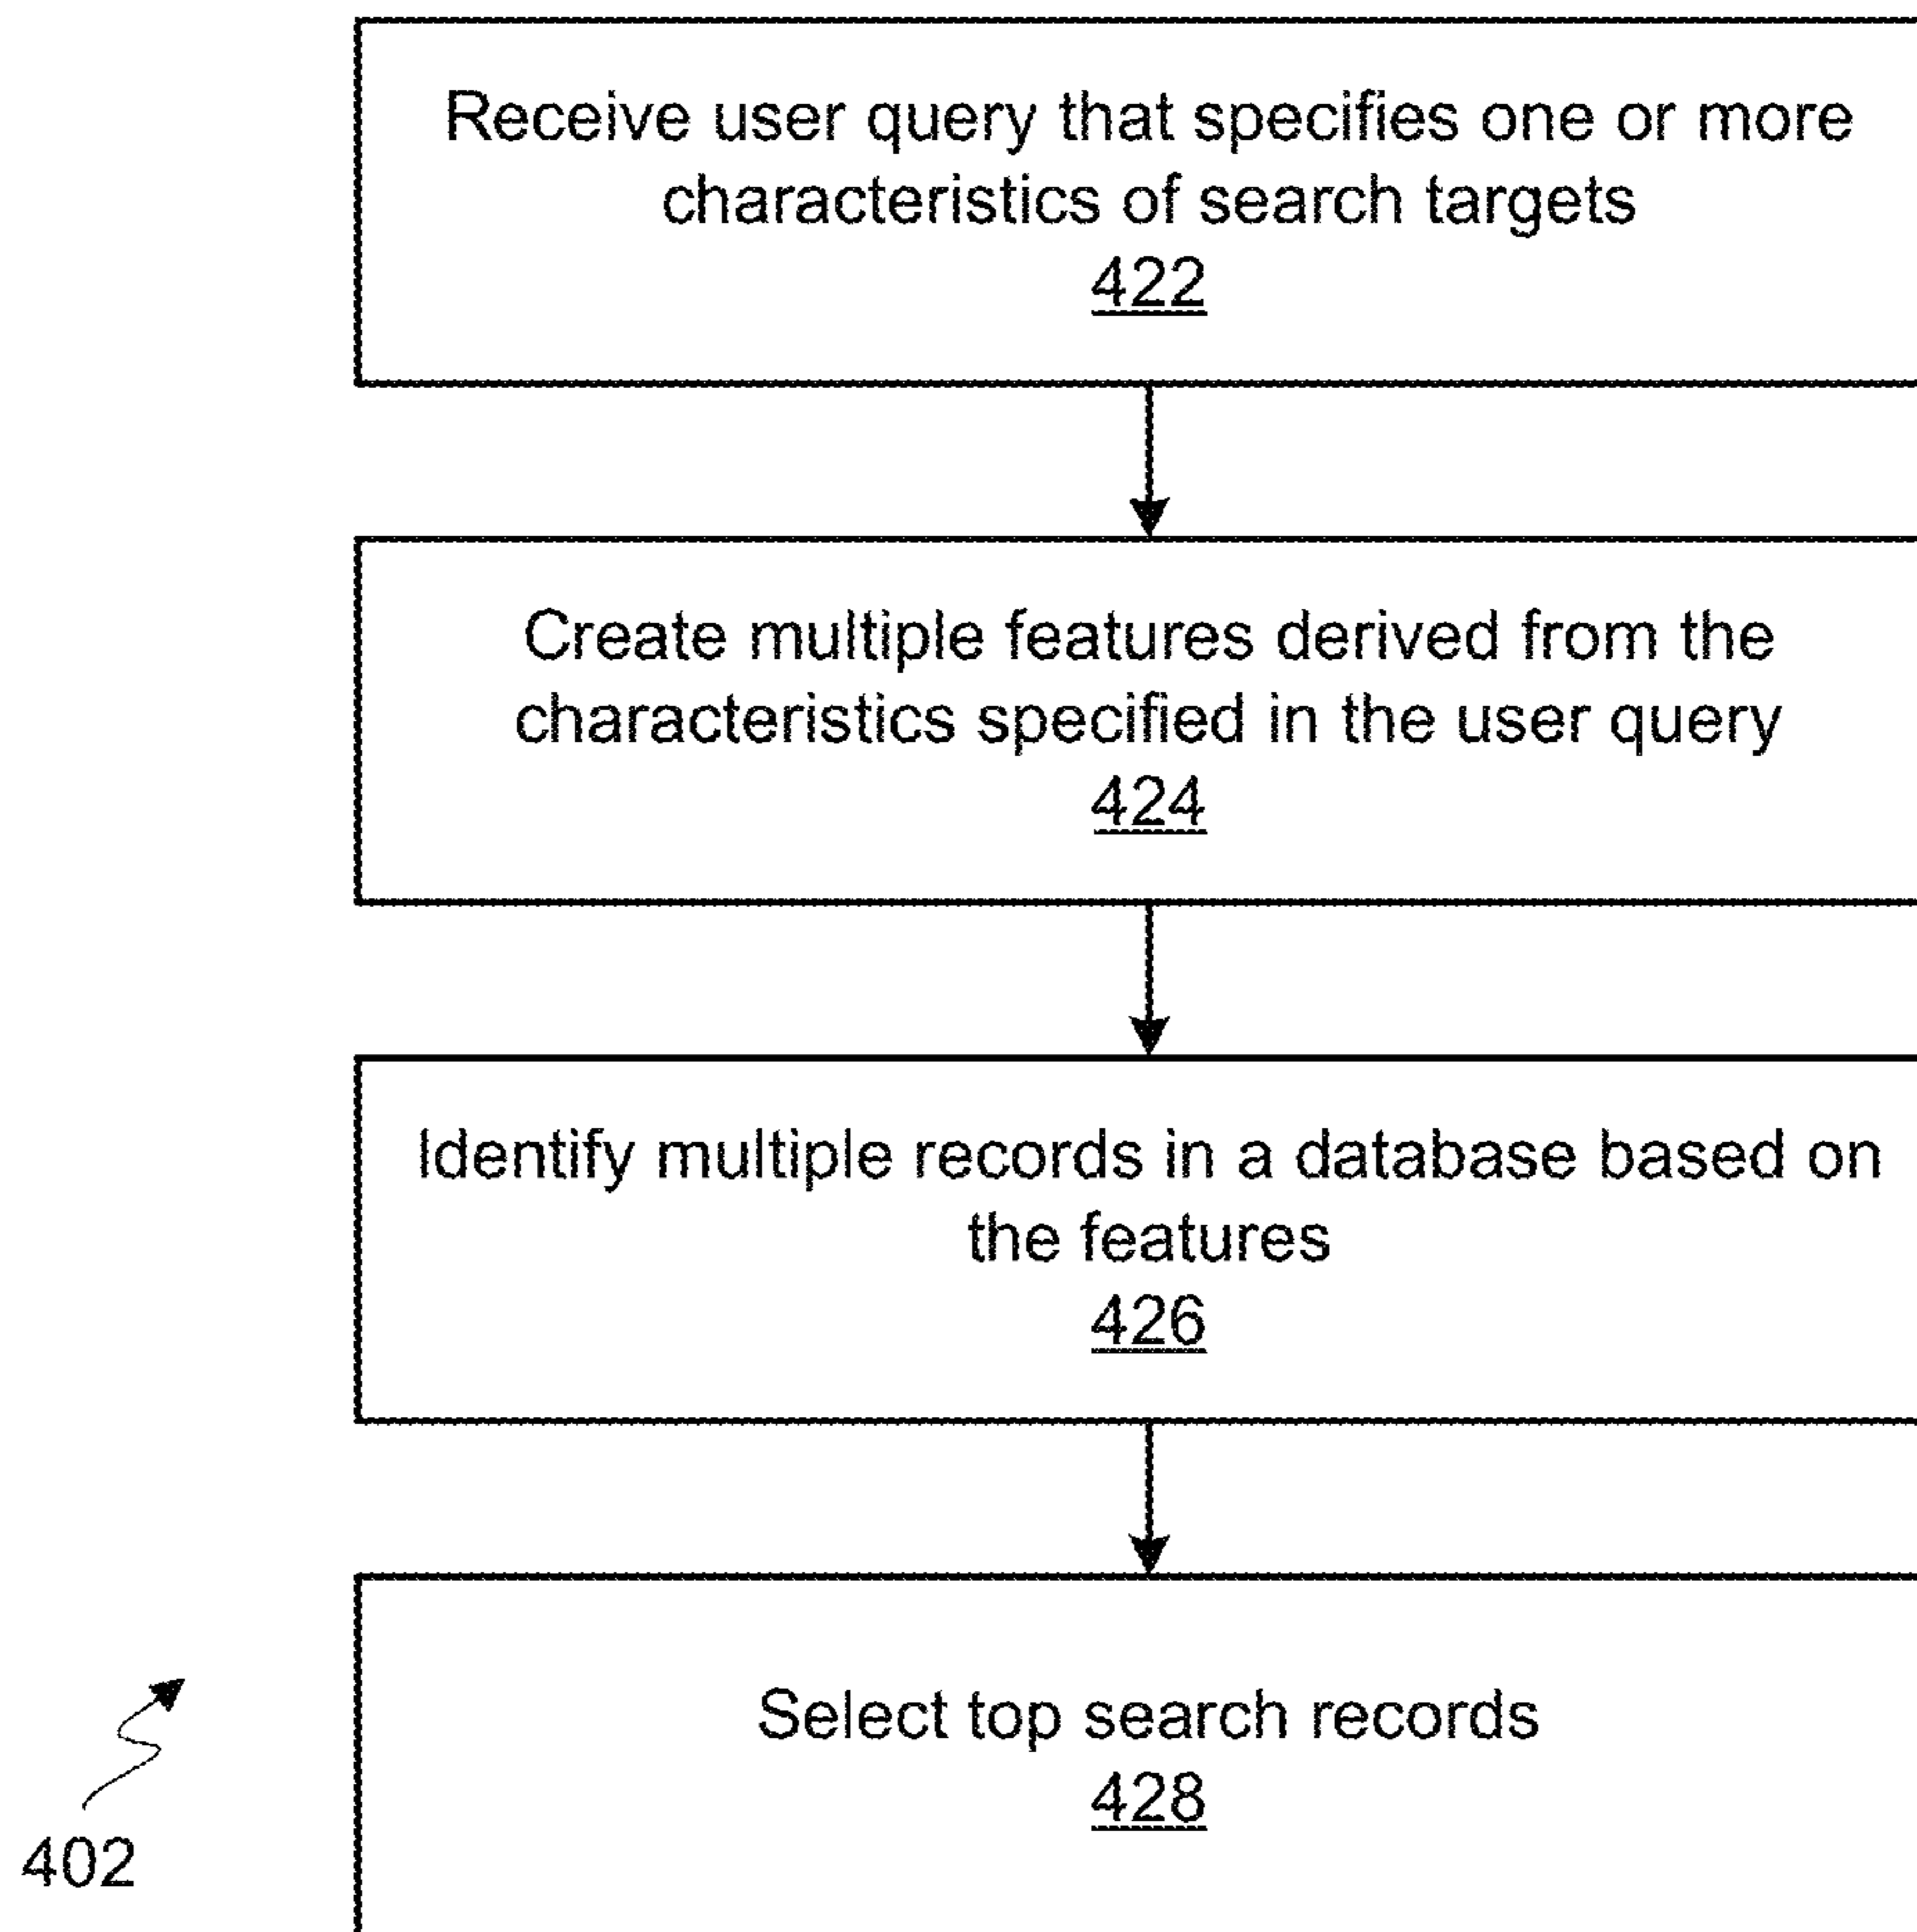 Receive user query that specifies one or more
characteristics of search targets
422
Create multiple features derived from the
characteristics specified in the user query
424
Identify multiple records in a database based on
the features
426
Select top search records
428
402